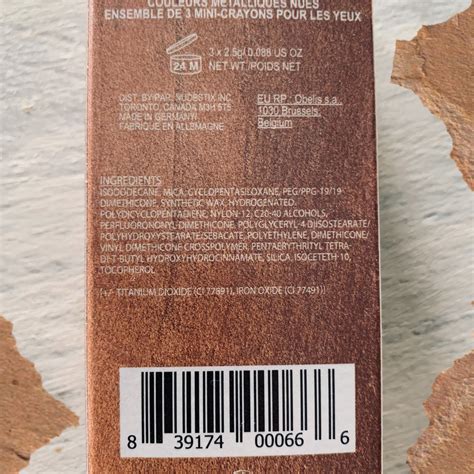 COULEURS MÉTALLIQUES NUES
ENSEMBLE DE 3 MINI-CRAYONS POUR LES YEUX
24 M
3 x 2.5g/0.088 US OZ
NET WT./POIDS NET
DIST. BY/PAR: NUDESTIX INC
TORONTO, CANADA M3H 5T5
MADE IN GERMANY/
FABRIQUÉ EN ALLEMAGNE
EU RP.: Obelis s.a.,
1030 Brussels;
Belgium
INGREDIENTS
ISODODECANE, MICA, CYCLOPENTASILOXANE, PEG/PPG-19/19
DIMETHICONE, SYNTHETIC WAX, HYDROGENATED
POLYDICYCLOPENTADIENE, NYLON-12, C20-40 ALCOHOLS,
PERFLUORONONYL DIMETHICONE, POLYGLYCERYL-4 DIISOSTEARATE/
POLYHYDROXYSTEARATE/SEBACATE, POLYETHYLENE, DIMETHICONE/
VINYL DIMETHICONE CROSSPOLYMER, PENTAERYTHRITYL TETRA-
DI-T-BUTYL HYDROXYHYDROCINNAMATE, SILICA, ISOCETETH-10,
TOCOPHEROL
[+/- TITANIUM DIOXIDE (CI 77891), IRON OXIDE (CI 77491)]
8 39174 00066 6